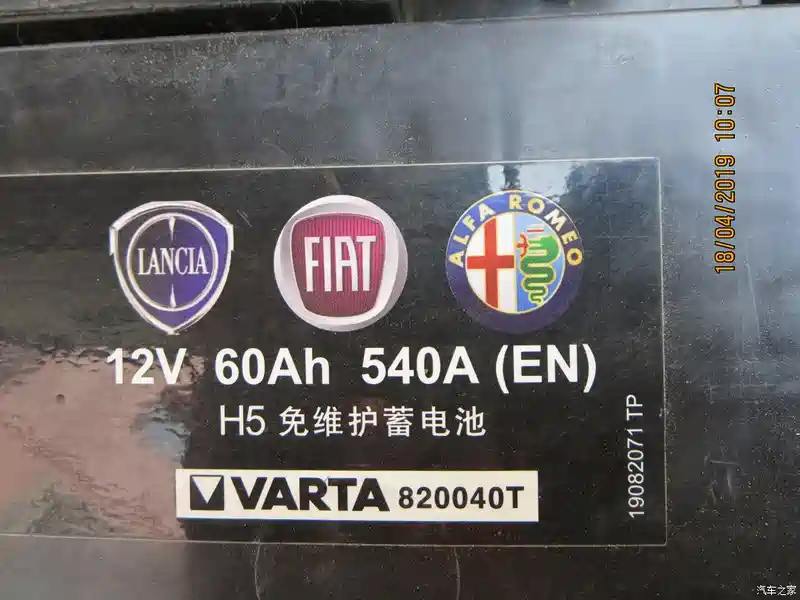 LANCIA
FIAT
ALFA ROMEO
12V 60Ah 540A (EN)
H5 免维护蓄电池
VARTA 820040T
19082071 TP
18/04/2019 10:07
汽车之家